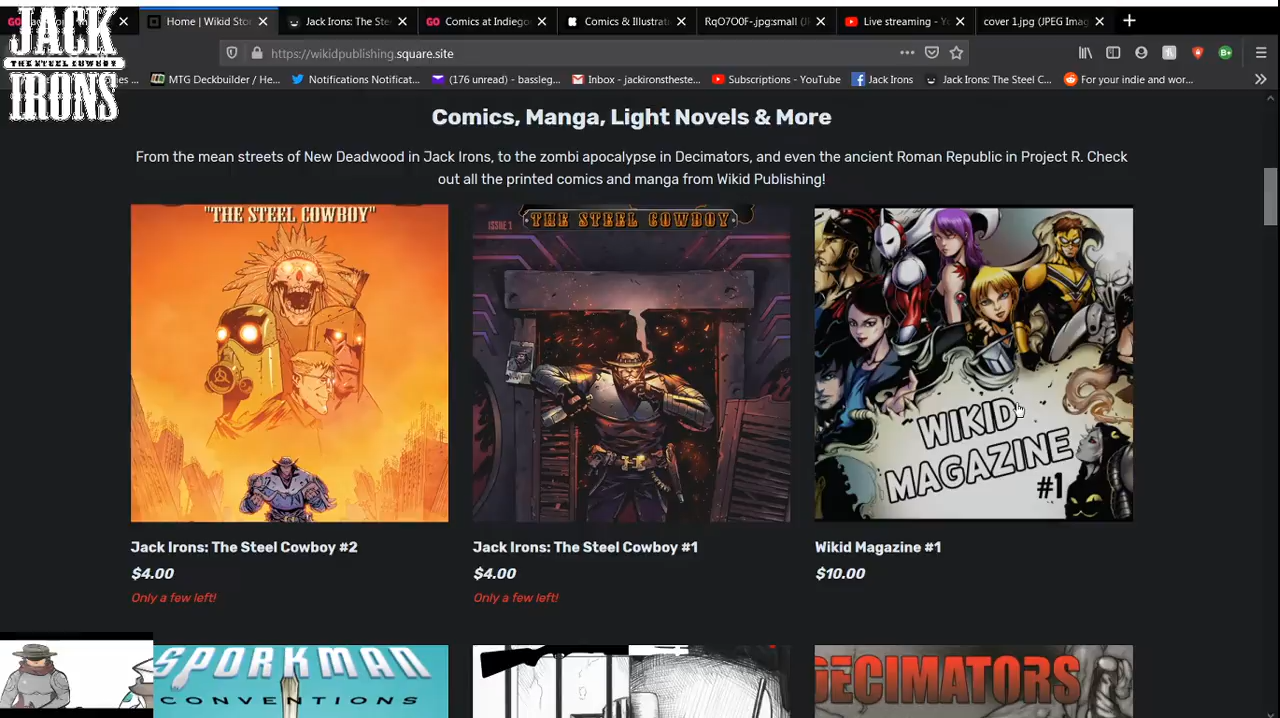 JACK
THE STEEL COWBOY
IRONS
GO
Home | Wikid Sto
Jack Irons: The Ste
Comics at Indiegog
Comics & Illustrat
RqO7O0F-.jpg:small (J
Live streaming - Y
cover 1.jpg (JPEG Imag
https://wikidpublishing.square.site
MTG Deckbuilder / He...
Notifications Notificat...
(176 unread) - bassleg...
Inbox - jackironstheste...
Subscriptions - YouTube
Jack Irons
Jack Irons: The Steel C...
For your indie and wor...
Comics, Manga, Light Novels & More
From the mean streets of New Deadwood in Jack Irons, to the zombi apocalypse in Decimators, and even the ancient Roman Republic in Project R. Check
out all the printed comics and manga from Wikid Publishing!
"THE STEEL COWBOY"
ISSUE 1
THE STEEL COWBOY
WIKID
MAGAZINE
#1
Jack Irons: The Steel Cowboy #2
$4.00
Only a few left!
Jack Irons: The Steel Cowboy #1
$4.00
Only a few left!
Wikid Magazine #1
$10.00
SPORKMAN
CONVENTIONS
DECIMATORS